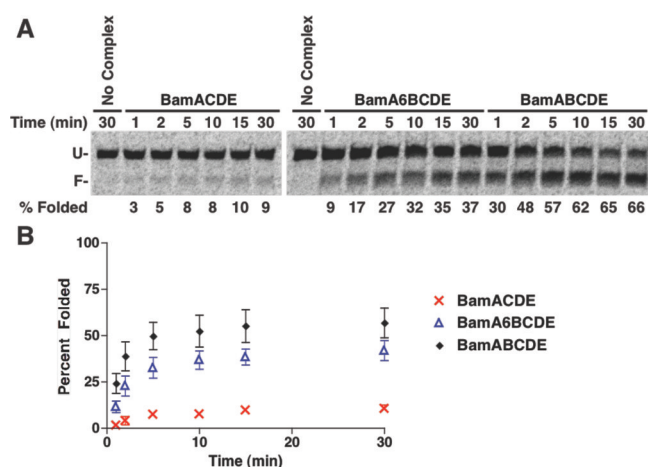 A
No Complex
BamACDE
No Complex
BamA6BCDE
BamABCDE
Time (min) 30 1 2 5 10 15 30 30 1 2 5 10 15 30 1 2 5 10 15 30
U-
F-
% Folded 3 5 8 8 10 9 9 17 27 32 35 37 30 48 57 62 65 66
B
100
75
50
25
0
Percent Folded
0 10 20 30
Time (min)
BamACDE
BamA6BCDE
BamABCDE